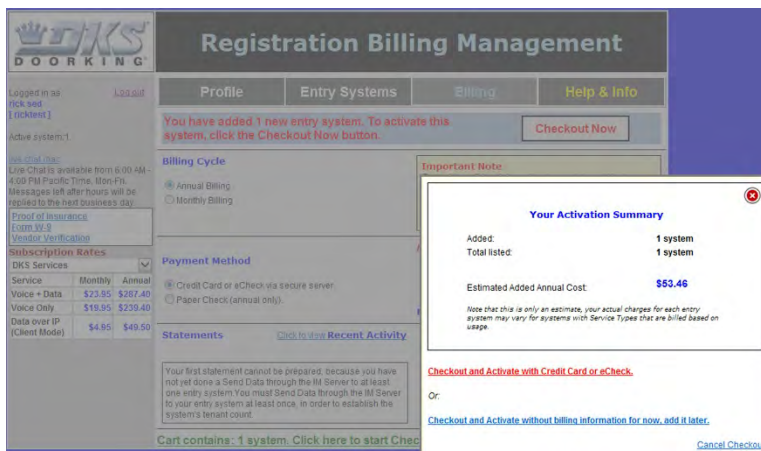 DKS
DOORKING
Registration Billing Management
Logged in as Log out
rick sed
[ ricktent ]
Active system:1
Profile Entry Systems Billing Help & Info
You have added 1 new entry system. To activate this
system, click the Checkout Now button.
Checkout Now
live chat now
Live Chat is available from 6:00 AM -
4:00 PM Pacific Time, Mon-
Fri.
Messages left after hours will be
replied to the next business day.
Proof of Insurance
Form W-9
Vendor Verification
Subscription Rates
DKS Services
Service Monthly Annual
Voice + Data $23.95 $287.40
Voice Only $19.95 $239.40
Data over IP
(Client Mode) $4.95 $49.50
Billing Cycle
Annual Billing
Monthly Billing
Important Note
Payment Method
Credit Card or eCheck via secure server.
Paper Check (annual only).
Statements Click to view Recent Activity
Your first statement cannot be prepared, because you have
not yet done a Send Data through the IM Server to at least
one entry system You must Send Data through the IM Server
to your entry system at least once, in order to establish the
system's tenant count.
Cart contains: 1 system. Click here to start Chec
Your Activation Summary
Added: 1 system
Total listed: 1 system
Estimated Added Annual Cost: $53.46
Note that this is only an estimate, your actual charges for each entry
system may vary for systems with Service Types that are billed based on
usage.
Checkout and Activate with Credit Card or eCheck.
Or:
Checkout and Activate without billing information for now, add it later.
Cancel Checkou